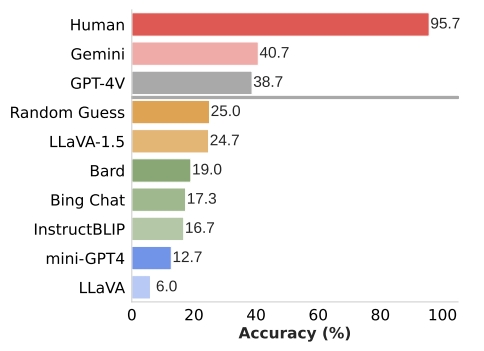 Human 95.7
Gemini 40.7
GPT-4V 38.7
Random Guess 25.0
LLaVA-1.5 24.7
Bard 19.0
Bing Chat 17.3
InstructBLIP 16.7
mini-GPT4 12.7
LLaVA 6.0
0 20 40 60 80 100
Accuracy (%)